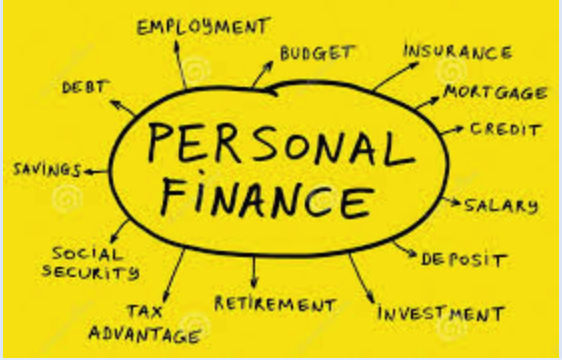 EMPLOYMENT
BUDGET
INSURANCE
DEBT
MORTGAGE
CREDIT
PERSONAL
FINANCE
SAVINGS
SALARY
SOCIAL
SECURITY
DEPOSIT
TAX
ADVANTAGE
RETIREMENT
INVESTMENT